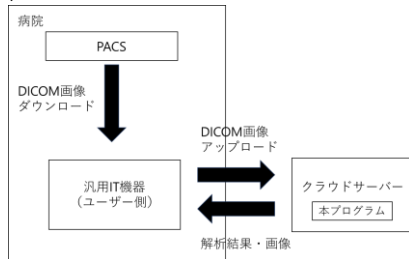 病院
PACS
DICOM画像
ダウンロード
DICOM画像
アップロード
汎用IT機器
（ユーザー側）
クラウドサーバー
本プログラム
解析結果・画像